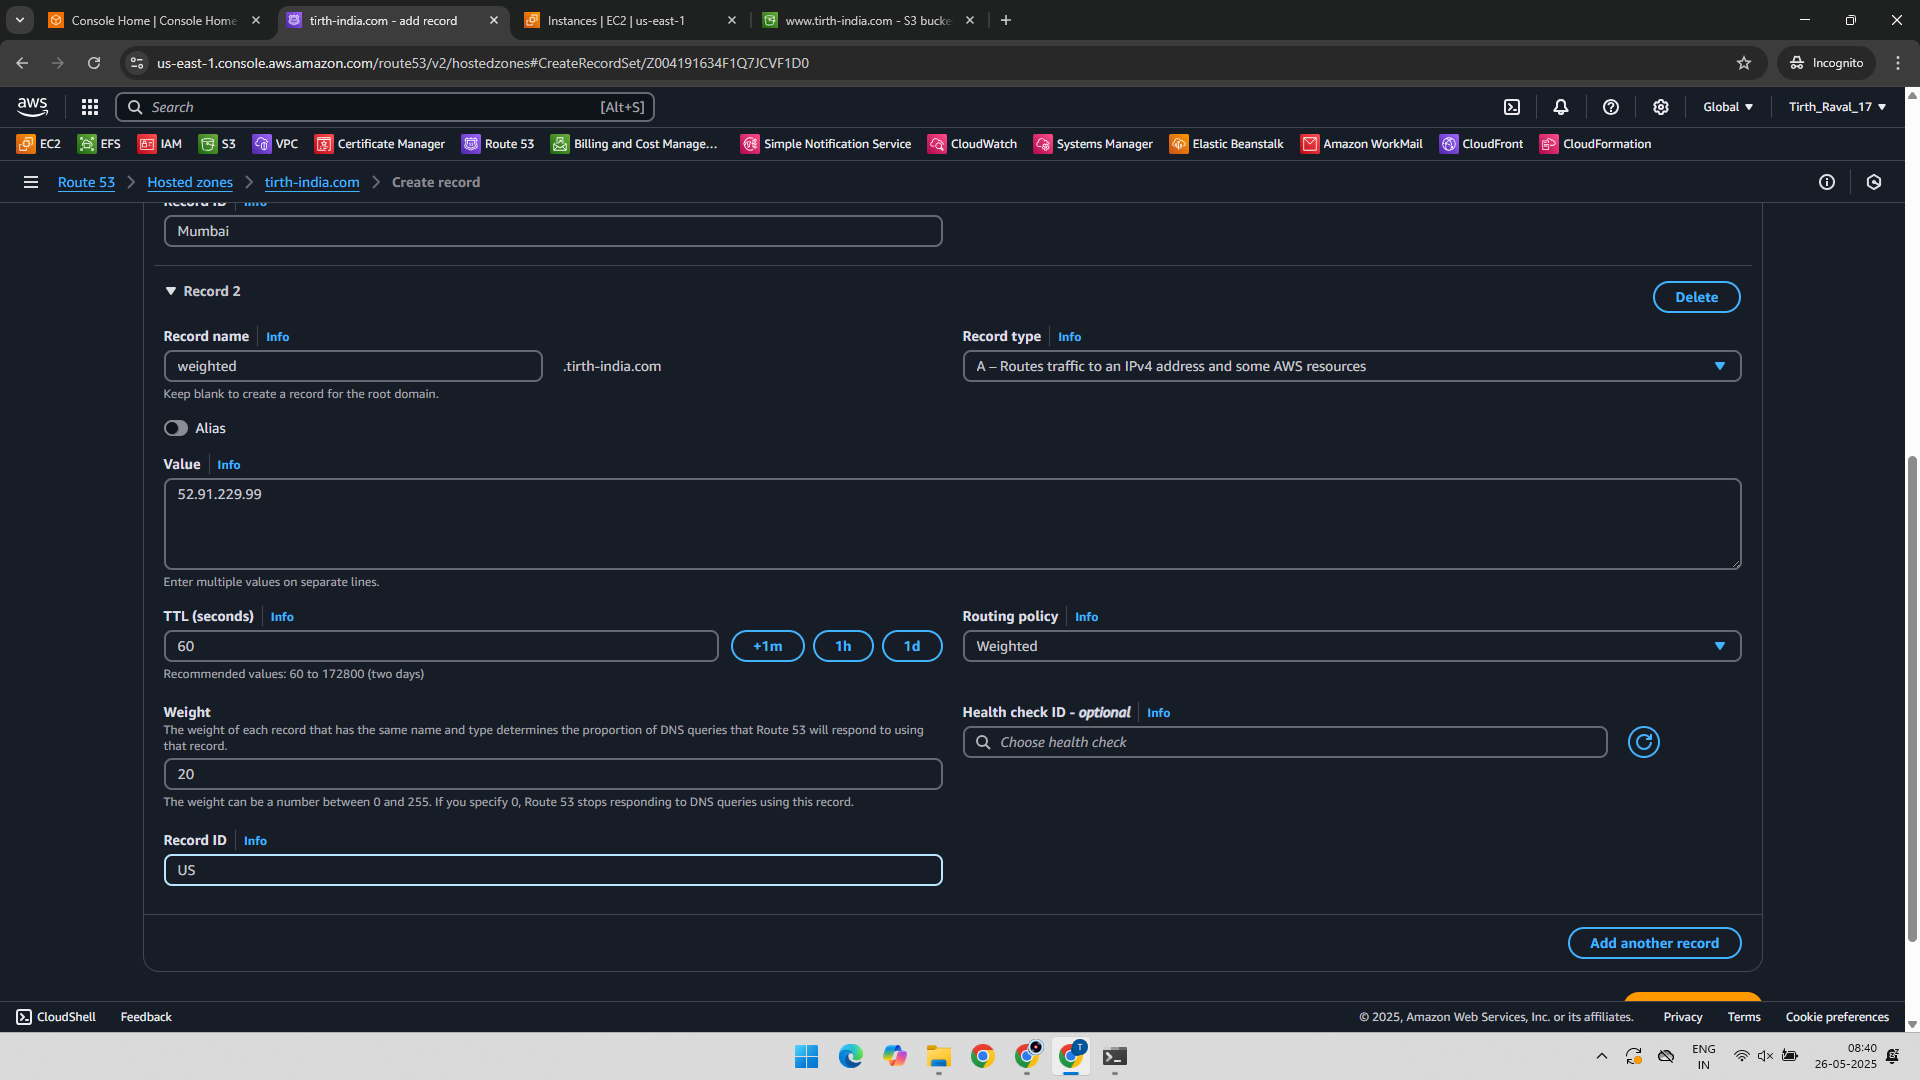 Console Home | Console Home
tirth-india.com - add record
Instances | EC2 | us-east-1
www.tirth-india.com - S3 bucke
us-east-1.console.aws.amazon.com/route53/v2/hostedzones#CreateRecordSet/Z004191634F1Q7JCVF1D0
Incognito
aws
Search
[Alt+S]
Global
Tirth_Raval_17
EC2
EFS
IAM
S3
VPC
Certificate Manager
Route 53
Billing and Cost Manage...
Simple Notification Service
CloudWatch
Systems Manager
Elastic Beanstalk
Amazon WorkMail
CloudFront
CloudFormation
Route 53
Hosted zones
tirth-india.com
Create record
Record ID
Info
Mumbai
Record 2
Delete
Record name
Info
Record type
Info
weighted
.tirth-india.com
A – Routes traffic to an IPv4 address and some AWS resources
Keep blank to create a record for the root domain.
Alias
Value
Info
52.91.229.99
Enter multiple values on separate lines.
TTL (seconds)
Info
Routing policy
Info
60
+1m
1h
1d
Weighted
Recommended values: 60 to 172800 (two days)
Weight
Health check ID - optional
Info
The weight of each record that has the same name and type determines the proportion of DNS queries that Route 53 will respond to using
that record.
Choose health check
20
The weight can be a number between 0 and 255. If you specify 0, Route 53 stops responding to DNS queries using this record.
Record ID
Info
US
Add another record
CloudShell
Feedback
© 2025, Amazon Web Services, Inc. or its affiliates.
Privacy
Terms
Cookie preferences
T
ENG
IN
08:40
26-05-2025